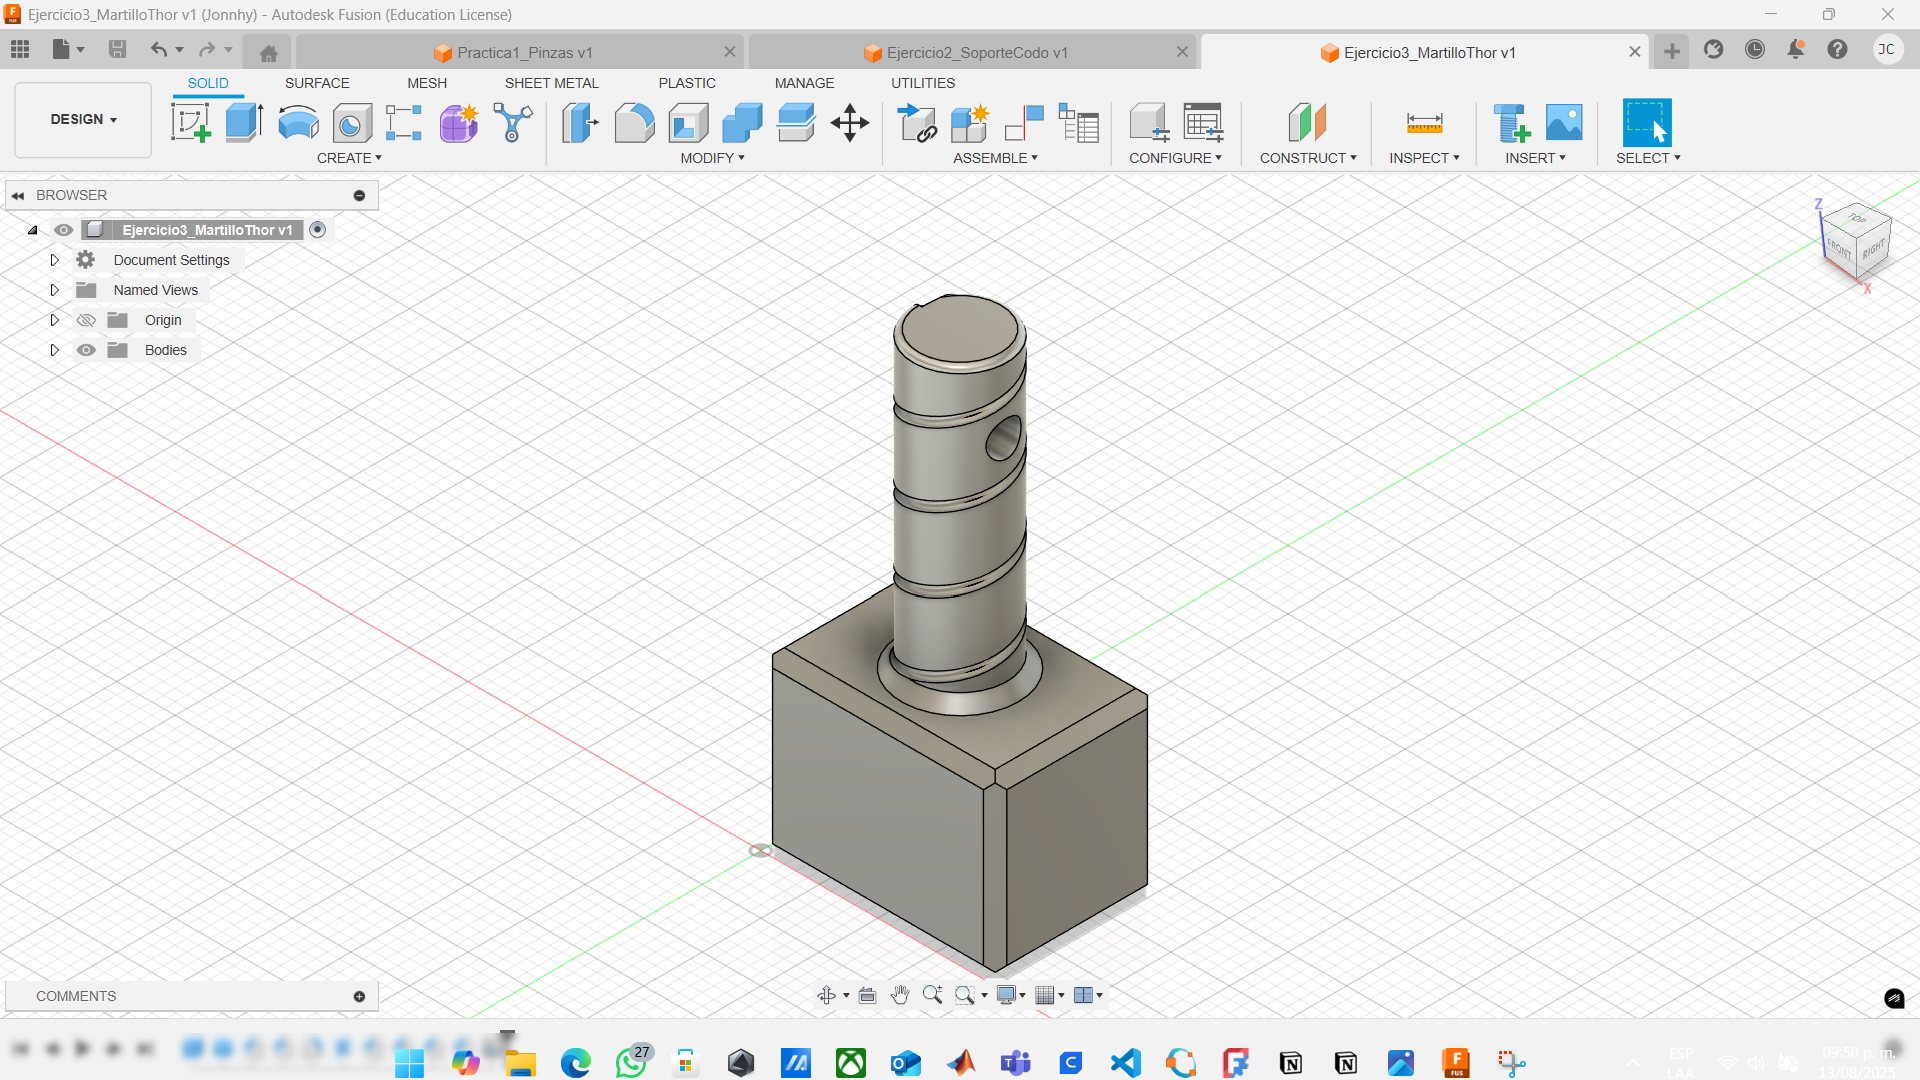 Ejercicio3_MartilloThor v1 (Jonnhy) - Autodesk Fusion (Education License)
Practica1_Pinzas v1
Ejercicio2_SoporteCodo v1
Ejercicio3_MartilloThor v1
JC
SOLID SURFACE MESH SHEET METAL PLASTIC MANAGE UTILITIES
DESIGN
CREATE MODIFY ASSEMBLE CONFIGURE CONSTRUCT INSPECT INSERT SELECT
BROWSER
Ejercicio3_MartilloThor v1
Document Settings
Named Views
Origin
Bodies
Z
TOP
FRONT
RIGHT
X
COMMENTS
27
FUS
ESP
LAA
09:50 p. m.
13/08/2025